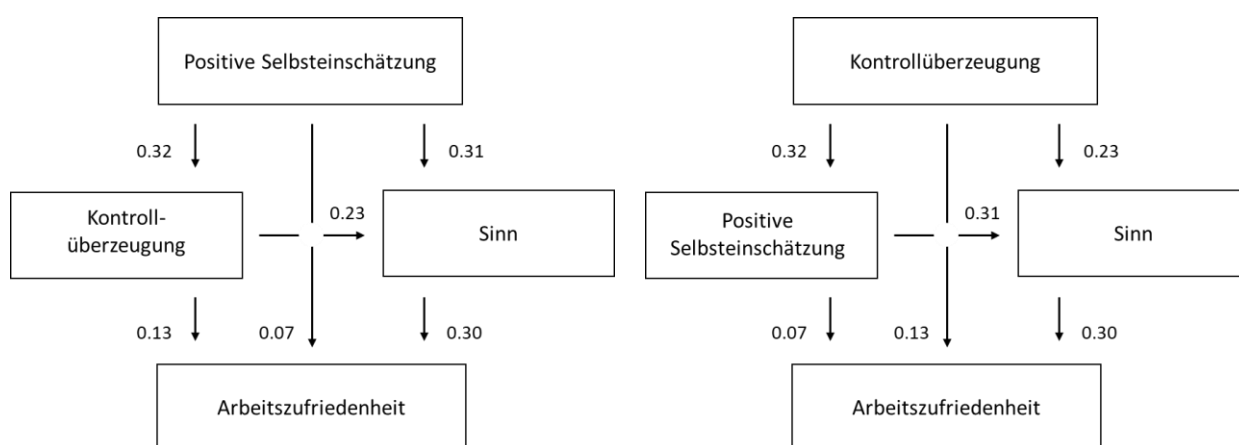 Positive Selbsteinschätzung
0.32
0.31
Kontroll-
überzeugung
0.23
Sinn
0.13
0.07
0.30
Arbeitszufriedenheit
Kontrollüberzeugung
0.32
0.23
Positive
Selbsteinschätzung
0.31
Sinn
0.07
0.13
0.30
Arbeitszufriedenheit